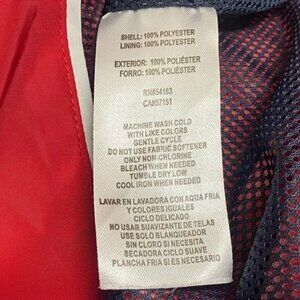 SHELL: 100% POLYESTER
LINING: 100% POLYESTER
EXTERIOR: 100% POLIÉSTER
FORRO: 100% POLIÉSTER
RN#54163
CA#57151
MACHINE WASH COLD
WITH LIKE COLORS
GENTLE CYCLE
DO NOT USE FABRIC SOFTENER
ONLY NON-CHLORINE
BLEACH WHEN NEEDED
TUMBLE DRY LOW
COOL IRON WHEN NEEDED
LAVAR EN LAVADORA CON AQUA FRIA
Y COLORES IGUALES
CICLO DELICADO
NO USAR SUAVIZANTE DE TELAS
USE SOLO BLANQUEADOR
SIN CLORO SI NECESITA
SECADORA CICLO SUAVE
PLANCHA FRIA SI ES NECESARIO